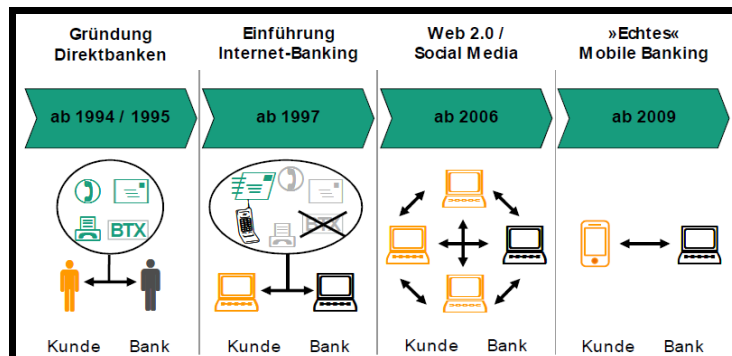 Gründung
Direktbanken
Einführung
Internet-Banking
Web 2.0 /
Social Media
»Echtes«
Mobile Banking
ab 1994 / 1995
ab 1997
ab 2006
ab 2009
BTX
BTX
Kunde Bank
Kunde Bank
Kunde Bank
Kunde Bank